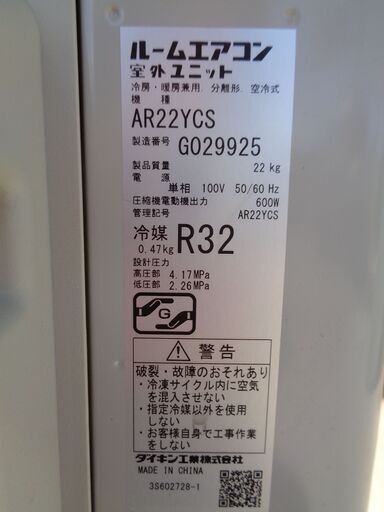 ルームエアコン
室外ユニット
冷房・暖房兼用．分離形．空冷式
機　種
AR22YCS
製造番号 G029925
製品質量 22 kg
電　源
単相 100V 50/60 Hz
圧縮機電動機出力 600W
管理記号 AR22YCS
冷媒 R32
0.47kg
設計圧力
高圧部 4.17MPa
低圧部 2.26MPa
G
警告
破裂・故障のおそれあり
・冷凍サイクル内に空気
を混入させない
・指定冷媒以外を使用
しない
・お客様自身で工事作業
をしない
ダイキン工業株式会社
MADE IN CHINA
3S602728-1